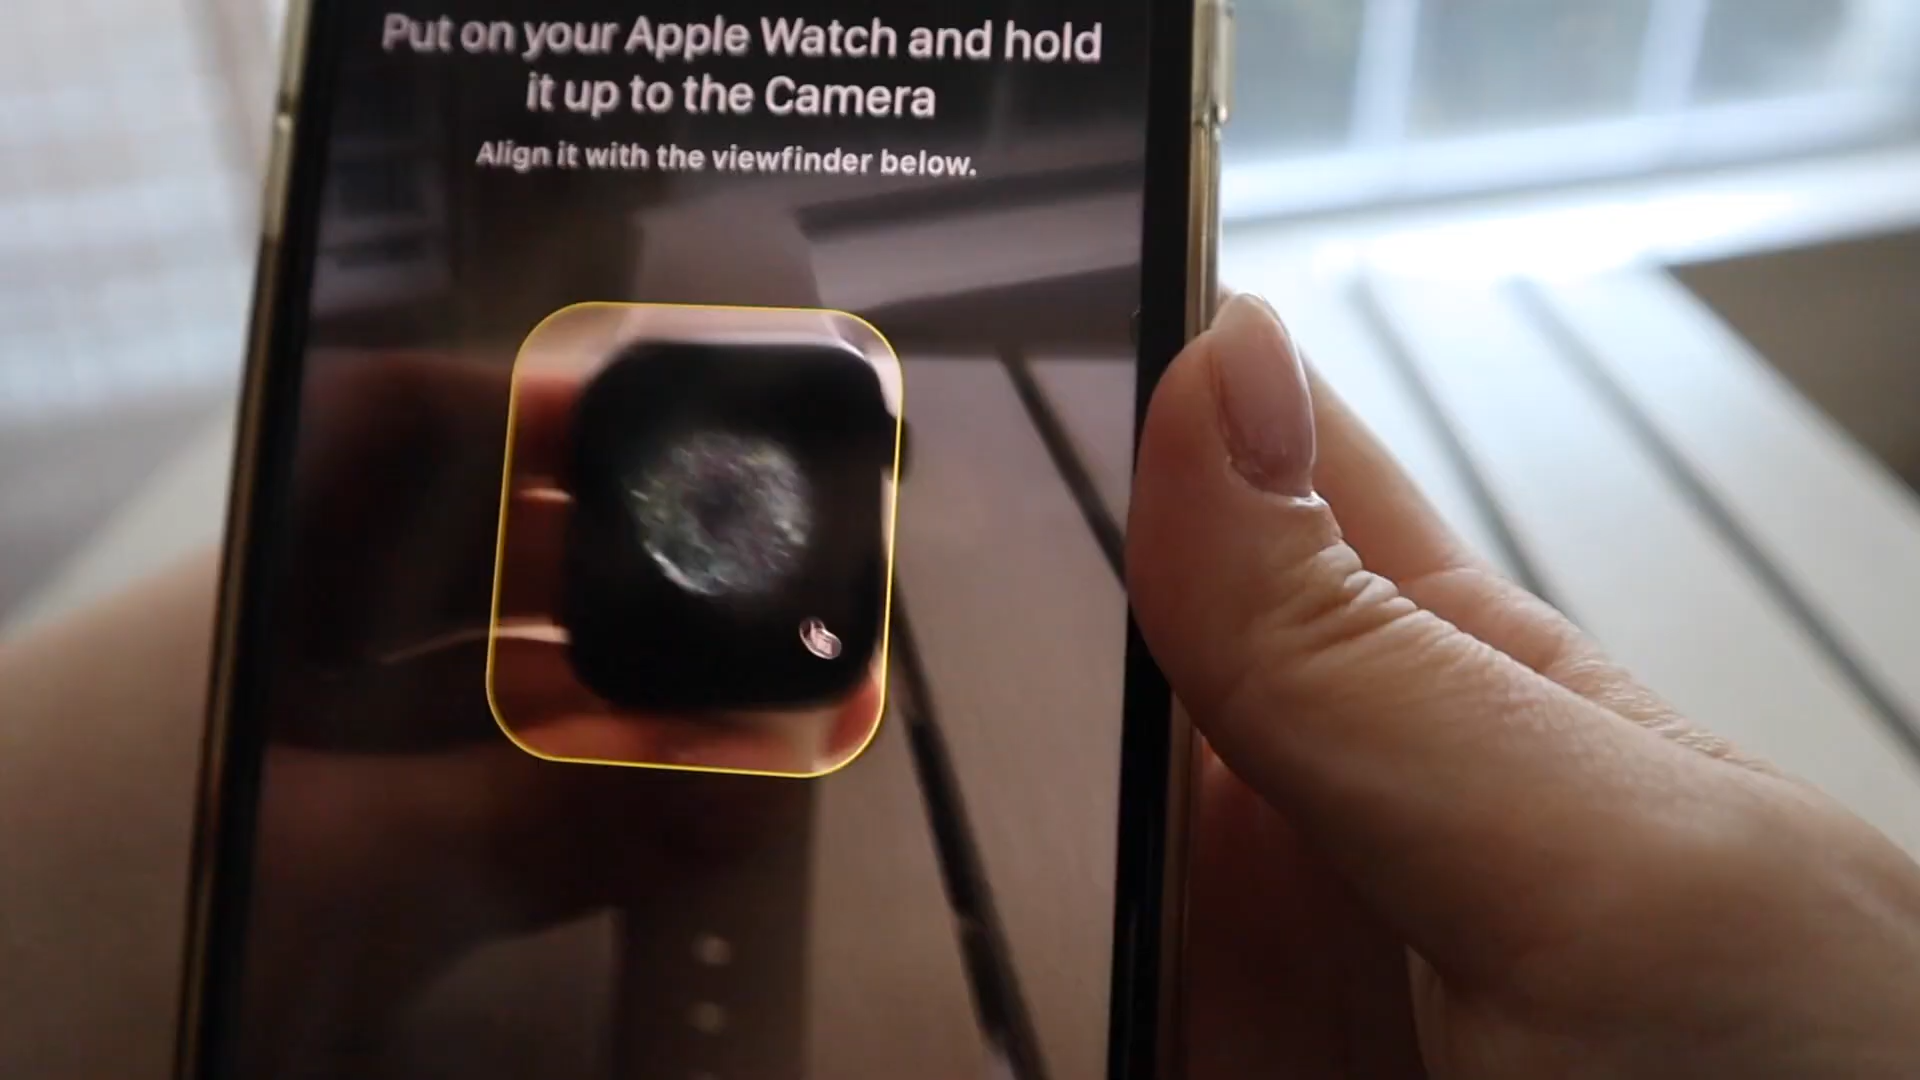 Put on your Apple Watch and hold
it up to the Camera
Align it with the viewfinder below.